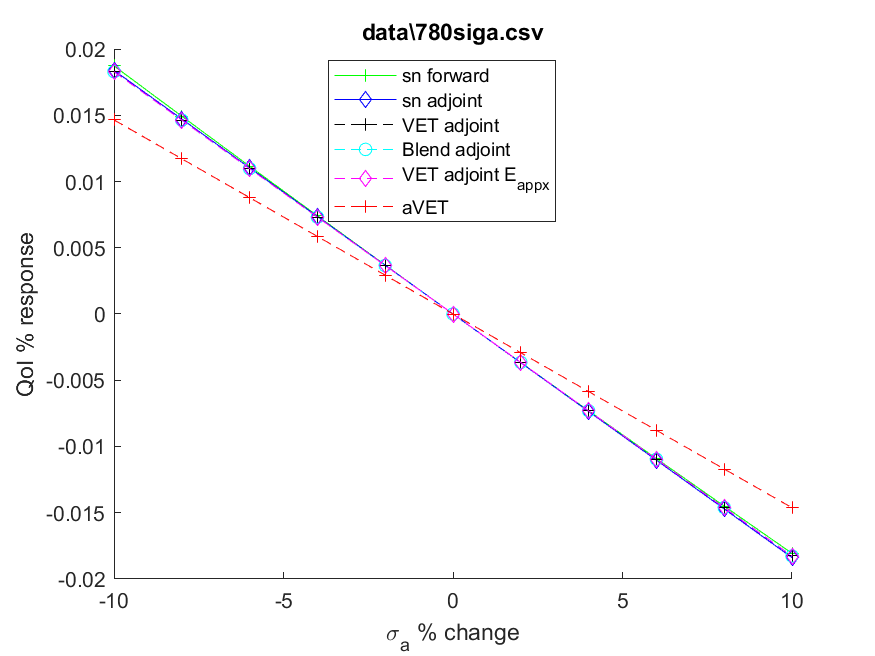 data\780siga.csv
0.02
0.015
0.01
0.005
0
-0.005
-0.01
-0.015
-0.02
QoI % response
sn forward
sn adjoint
VET adjoint
Blend adjoint
VET adjoint E_appx
aVET
-10 -5 0 5 10
σ_a % change